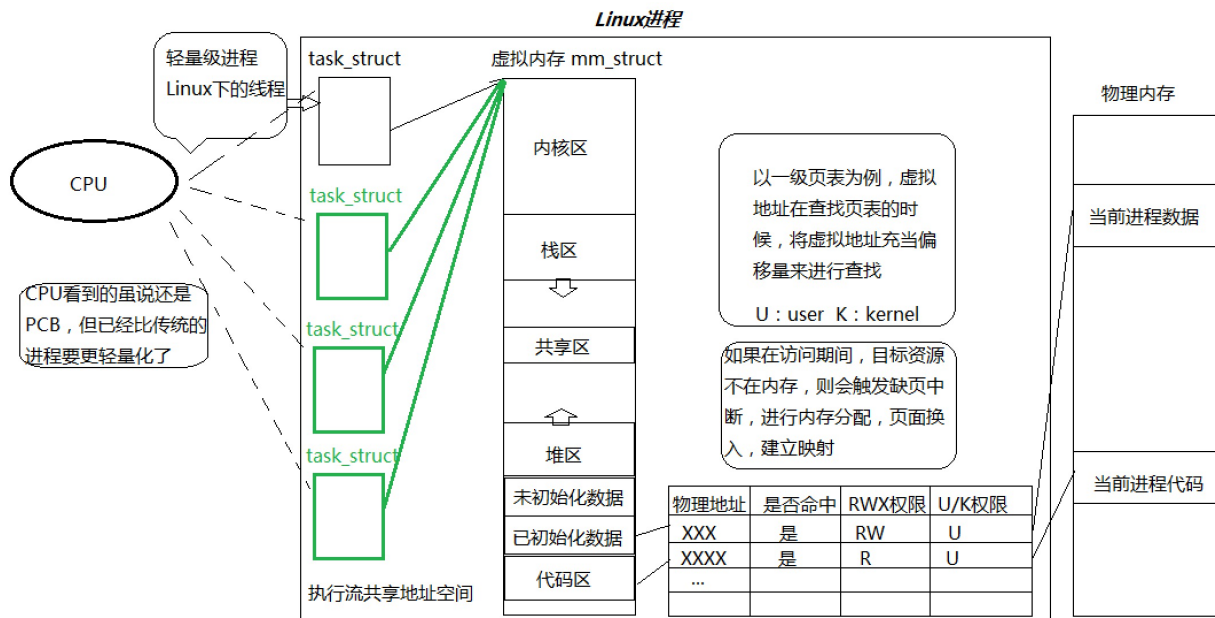 Linux进程
轻量级进程
Linux下的线程
CPU
CPU看到的虽说还是
PCB，但已经比传统的
进程要更轻量化了
task_struct
task_struct
task_struct
task_struct
执行流共享地址空间
虚拟内存 mm_struct
内核区
栈区
共享区
堆区
未初始化数据
已初始化数据
代码区
以一级页表为例，虚拟
地址在查找页表的时
候，将虚拟地址充当偏
移量来进行查找
U：user K：kernel
如果在访问期间，目标资源
不在内存，则会触发缺页中
断，进行内存分配，页面换
入，建立映射
物理地址 是否命中 RWX权限 U/K权限
XXX 是 RW U
XXXX 是 R U
...
物理内存
当前进程数据
当前进程代码